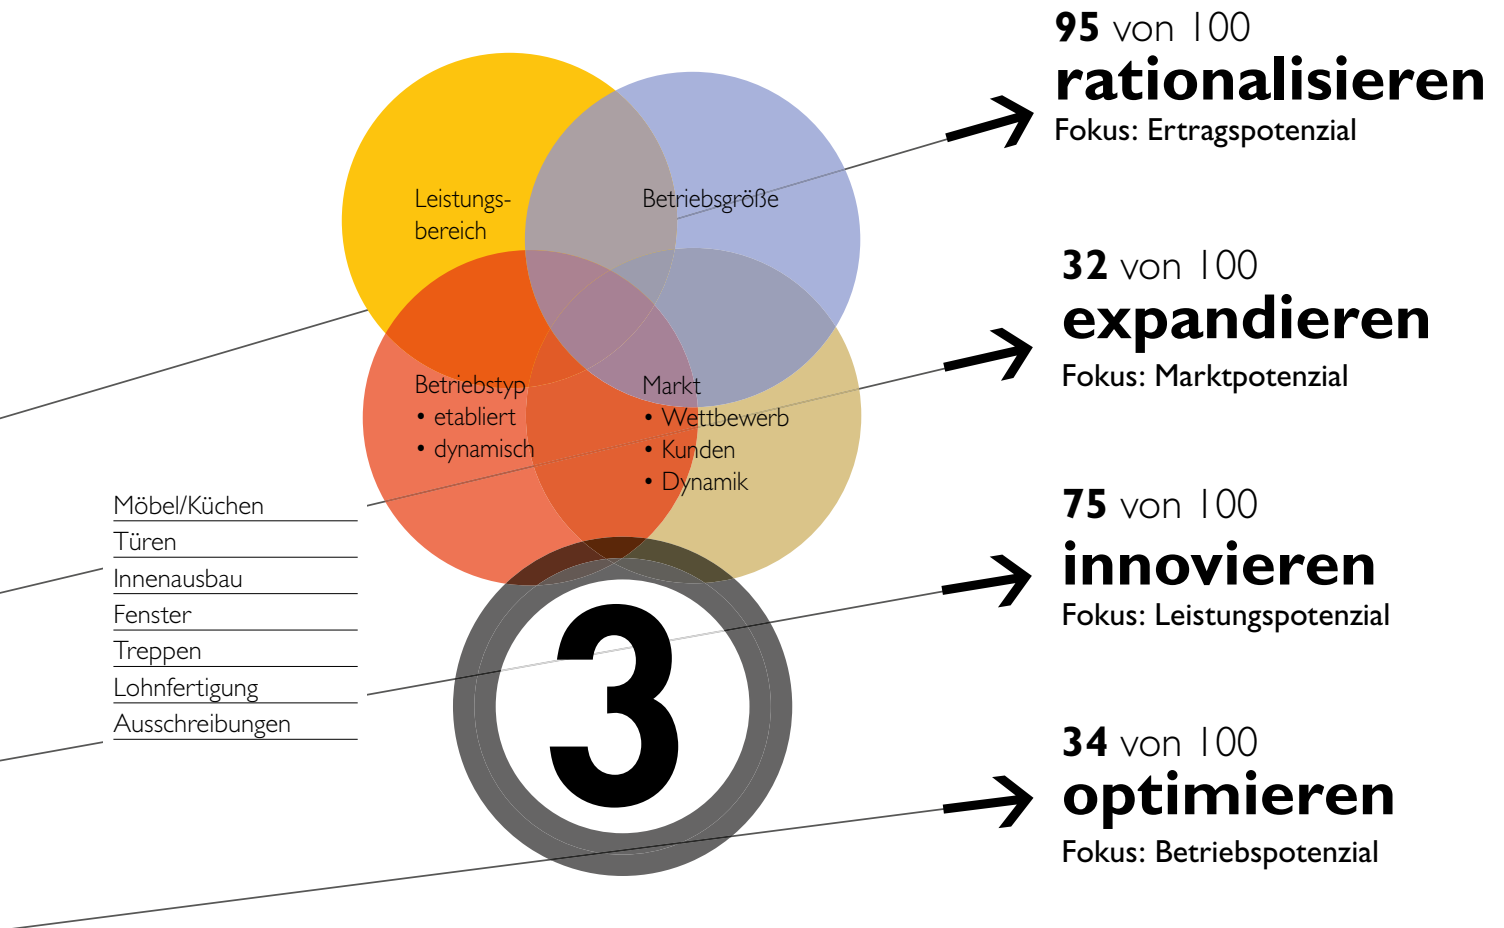 Leistungs-
bereich
Betriebsgröße
Betriebstyp
• etabliert
• dynamisch
Markt
• Wettbewerb
• Kunden
• Dynamik
Möbel/Küchen
Türen
Innenausbau
Fenster
Treppen
Lohnfertigung
Ausschreibungen
3
95 von 100
rationalisieren
Fokus: Ertragspotenzial
32 von 100
expandieren
Fokus: Marktpotenzial
75 von 100
innovieren
Fokus: Leistungspotenzial
34 von 100
optimieren
Fokus: Betriebspotenzial